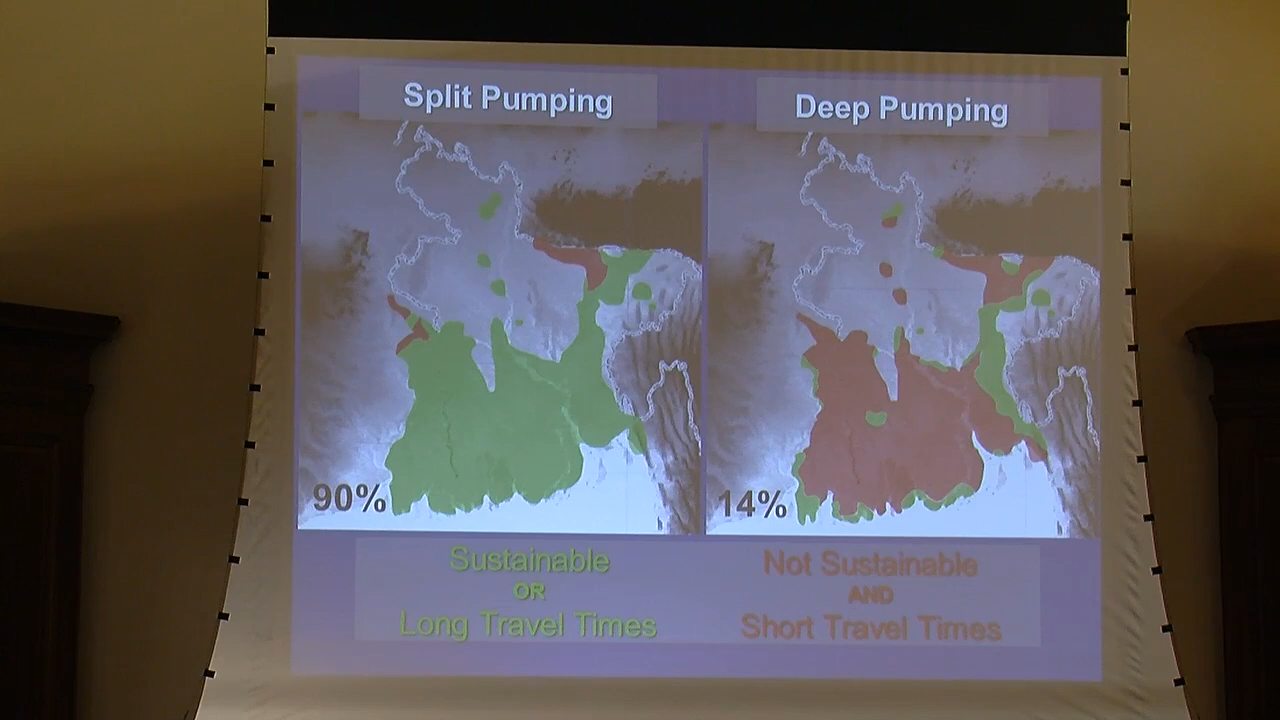 Split Pumping
Deep Pumping
90%
14%
Sustainable
OR
Long Travel Times
Not Sustainable
AND
Short Travel Times